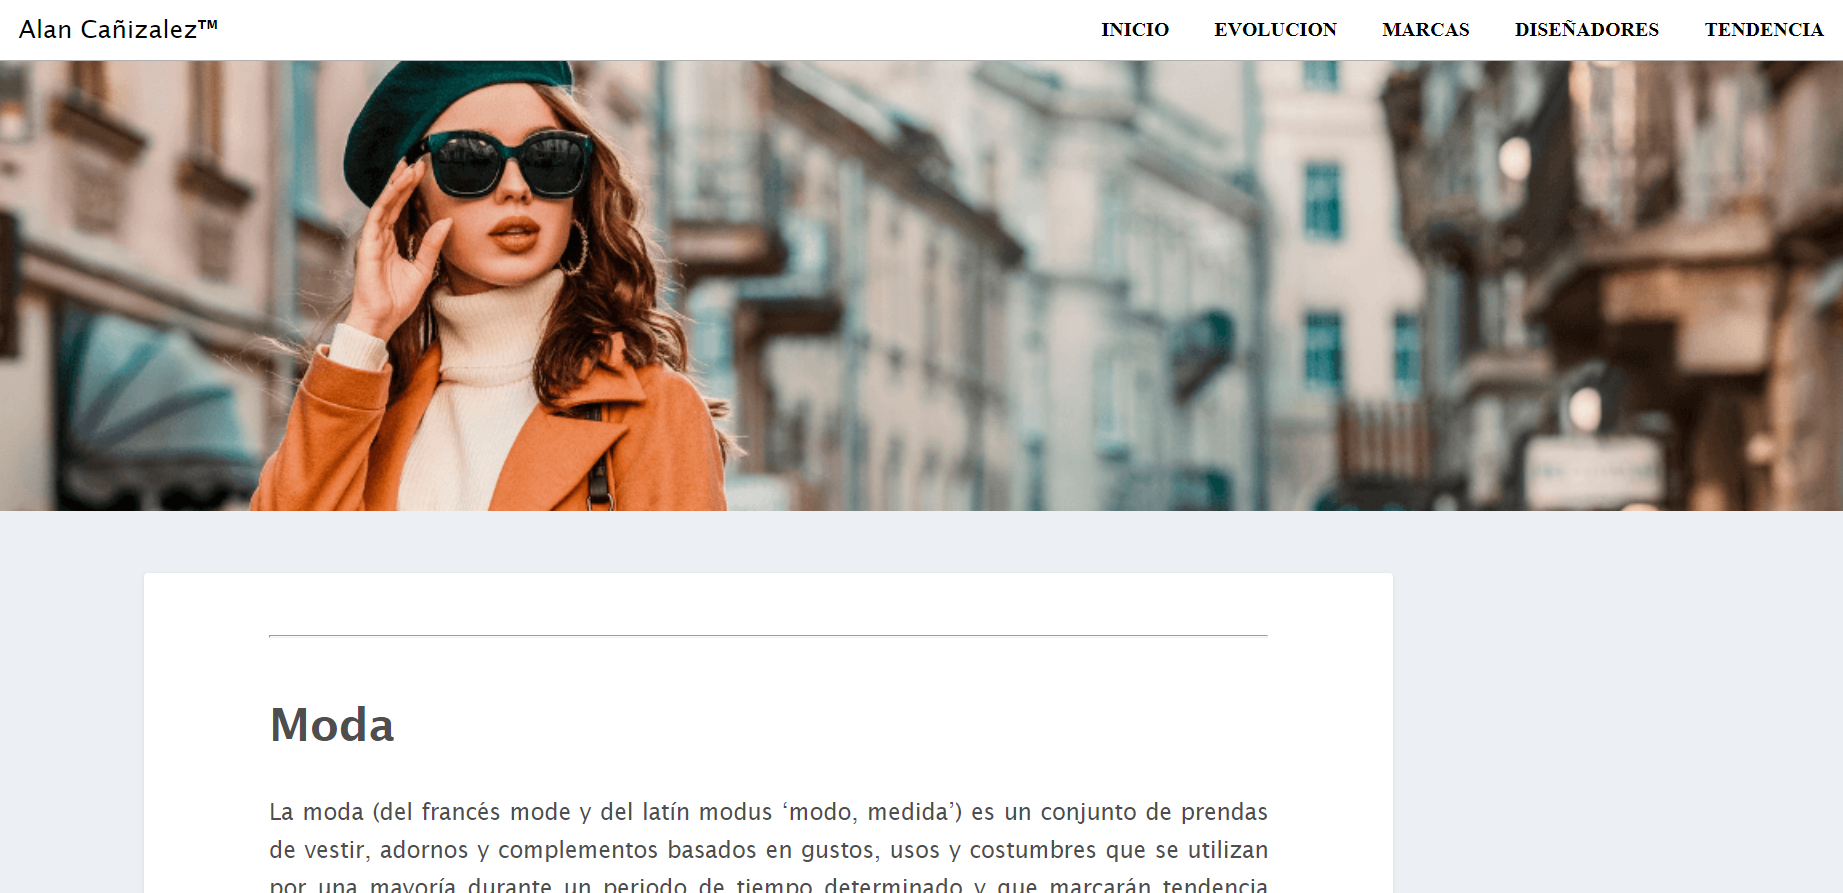 Alan Cañizalez™
INICIO EVOLUCION MARCAS DISEÑADORES TENDENCIA
Moda
La moda (del francés mode y del latín modus ‘modo, medida’) es un conjunto de prendas
de vestir, adornos y complementos basados en gustos, usos y costumbres que se utilizan
por una mayoría durante un periodo de tiempo determinado y que marcarán tendencia